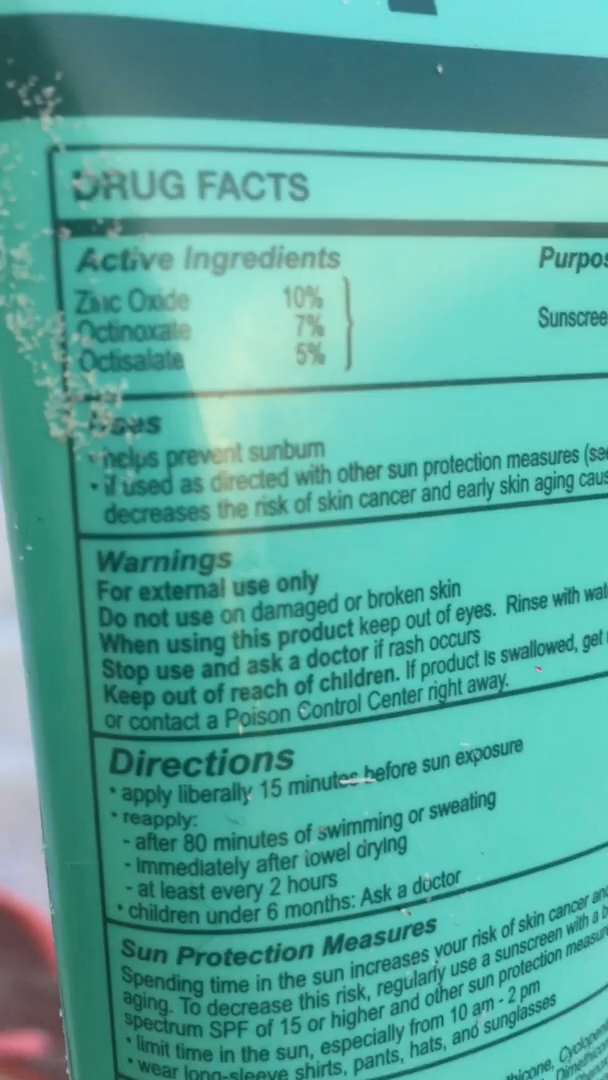 DRUG FACTS
Active Ingredients Purpos
Zinc Oxide 10%
Octinoxate 7% Sunscree
Octisalate 5%
Uses
• helps prevent sunburn
• if used as directed with other sun protection measures (see
decreases the risk of skin cancer and early skin aging caus
Warnings
For external use only
Do not use on damaged or broken skin
When using this product keep out of eyes. Rinse with wat
Stop use and ask a doctor if rash occurs
Keep out of reach of children. If product is swallowed, get
or contact a Poison Control Center right away.
Directions
• apply liberally 15 minutes before sun exposure
• reapply:
- after 80 minutes of swimming or sweating
- immediately after towel drying
- at least every 2 hours
• children under 6 months: Ask a doctor
Sun Protection Measures
Spending time in the sun increases your risk of skin cancer and
aging. To decrease this risk, regularly use a sunscreen with a b
spectrum SPF of 15 or higher and other sun protection measure
• limit time in the sun, especially from 10 am - 2 pm
• wear long-sleeve shirts, pants, hats, and sunglasses